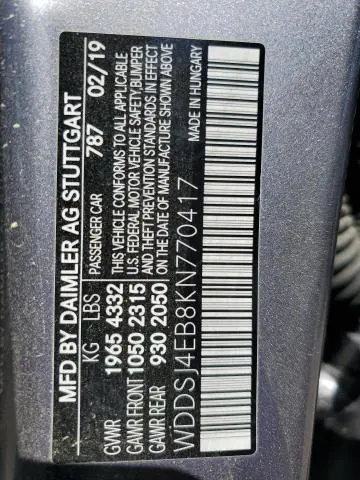 MFD BY DAIMLER AG STUTTGART
KG LBS PASSENGER CAR 787 02/19
GVWR 1965 4332 THIS VEHICLE CONFORMS TO ALL APPLICABLE
GAWR FRONT 1050 2315 U.S. FEDERAL MOTOR VEHICLE SAFETY,BUMPER
GAWR REAR 930 2050 AND THEFT PREVENTION STANDARDS IN EFFECT
ON THE DATE OF MANUFACTURE SHOWN ABOVE
WDDSJ4EB8KN770417 MADE IN HUNGARY